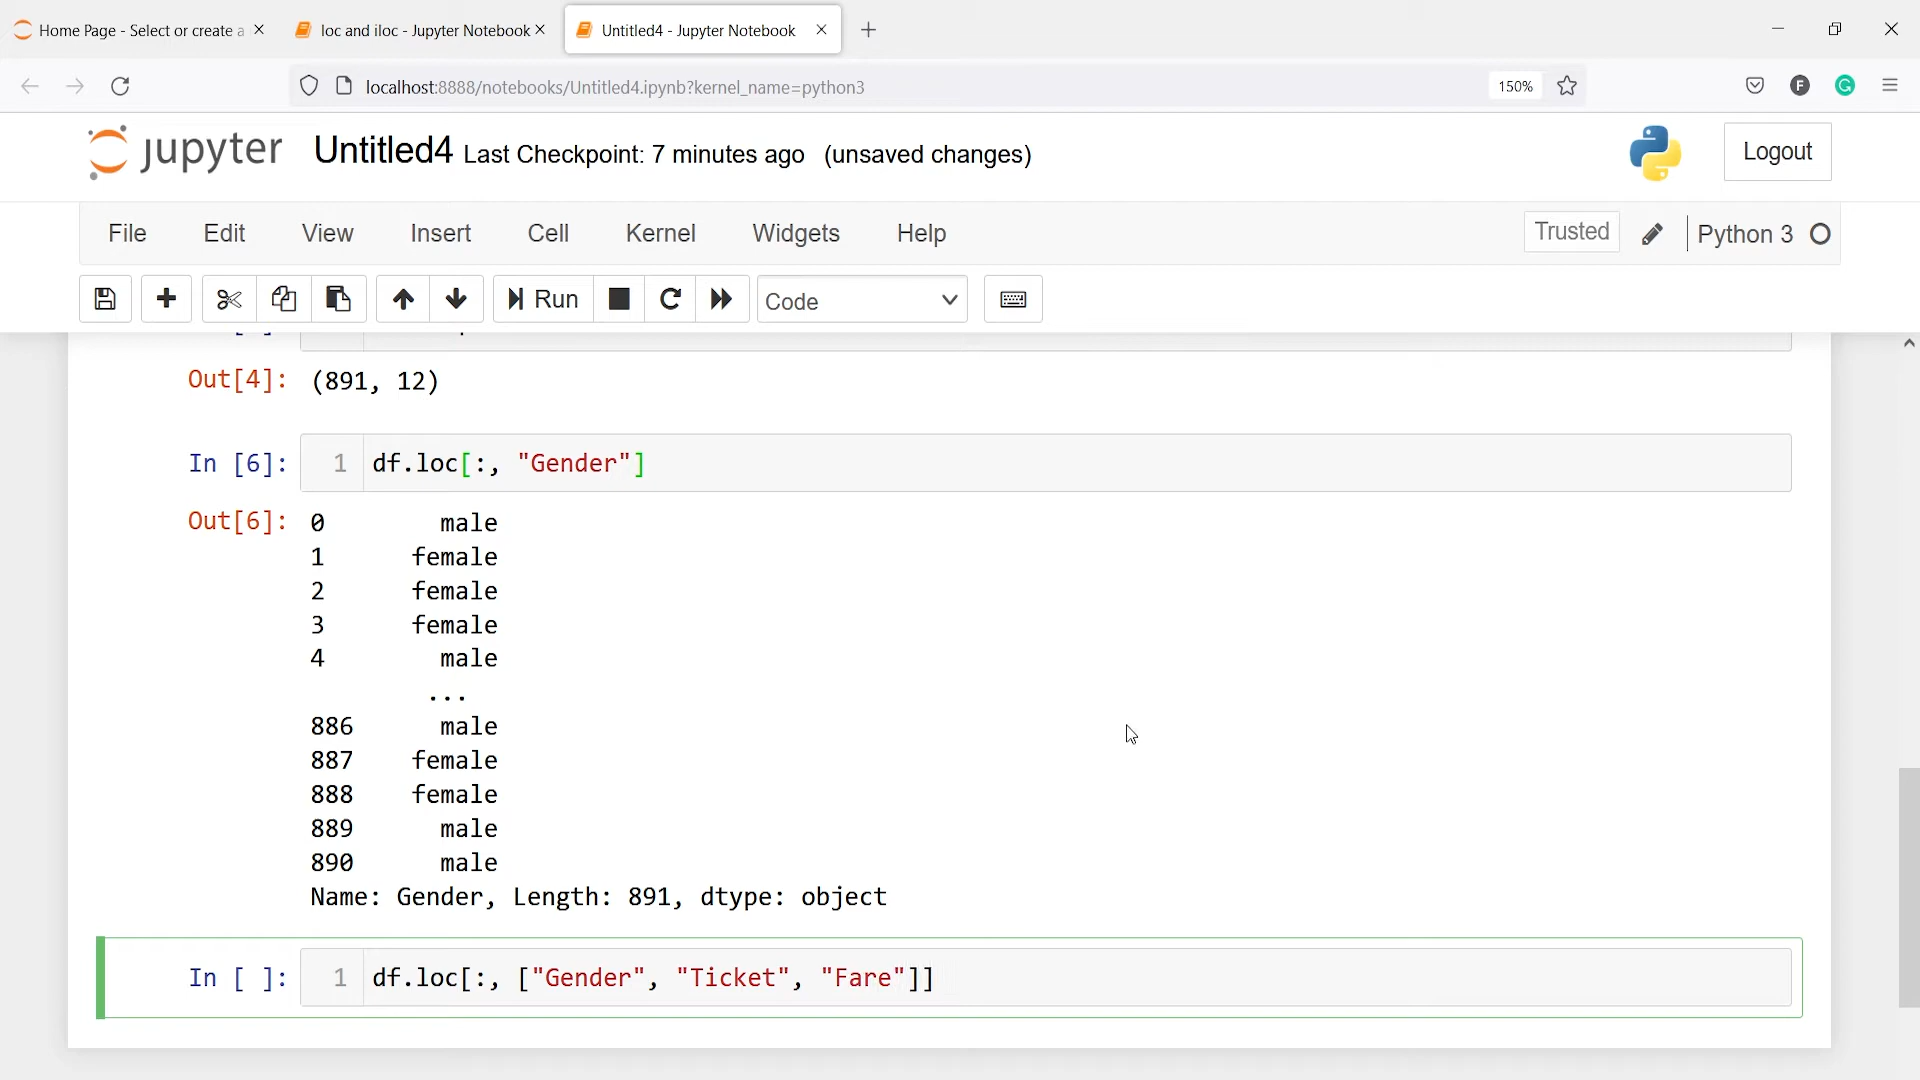 Home Page - Select or create a
loc and iloc - Jupyter Notebook
Untitled4 - Jupyter Notebook
localhost:8888/notebooks/Untitled4.ipynb?kernel_name=python3
150%
F
G
jupyter Untitled4 Last Checkpoint: 7 minutes ago (unsaved changes)
Logout
File Edit View Insert Cell Kernel Widgets Help
Trusted
Python 3
Run
Code
Out[4]: (891, 12)
In [6]: 1 df.loc[:, "Gender"]
Out[6]: 0 male
1 female
2 female
3 female
4 male
...
886 male
887 female
888 female
889 male
890 male
Name: Gender, Length: 891, dtype: object
In [ ]: 1 df.loc[:, ["Gender", "Ticket", "Fare"]]